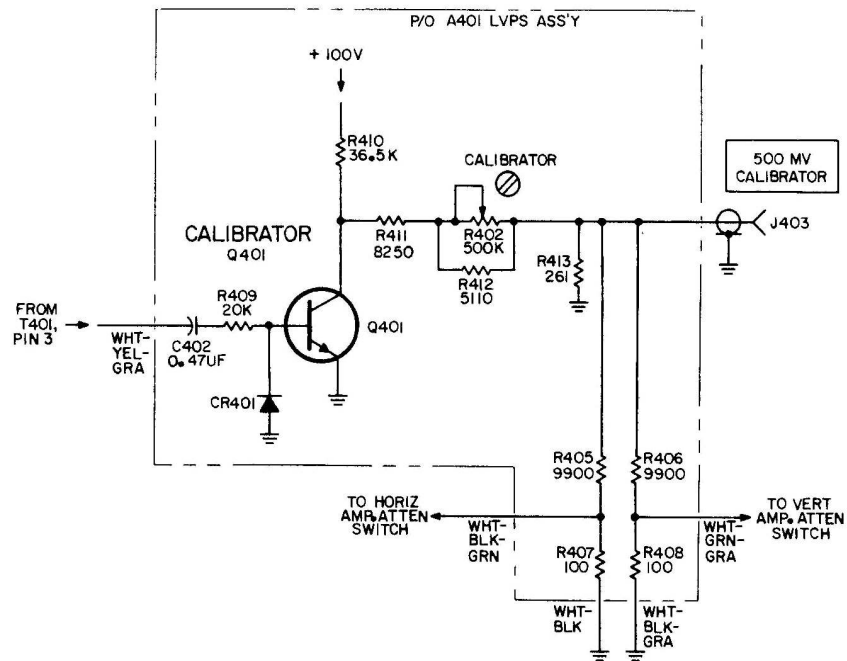 P/O A401 LVPS ASS'Y
+ 100V
R410
36.5K
CALIBRATOR
500 MV
CALIBRATOR
J403
R411
8250
R402
500K
R412
5110
R413
261
CALIBRATOR
Q401
R409
20K
Q401
FROM
T401,
PIN 3
WHT-
YEL-
GRA
C402
0.47UF
CR401
R405
9900
R406
9900
TO HORIZ
AMP. ATTEN
SWITCH
WHT-
BLK-
GRN
WHT-
GRN-
GRA
TO VERT
AMP. ATTEN
SWITCH
R407
100
R408
100
WHT-
BLK
WHT-
BLK-
GRA